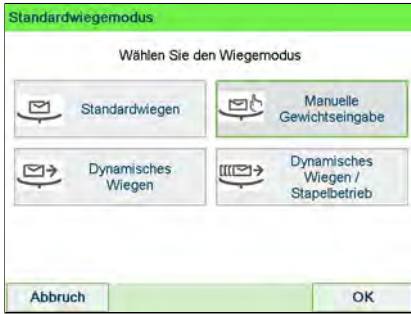 Standardwiegemodus
Wählen Sie den Wiegemodus
Standardwiegen
Manuelle
Gewichtseingabe
Dynamisches
Wiegen
Dynamisches
Wiegen /
Stapelbetrieb
Abbruch
OK